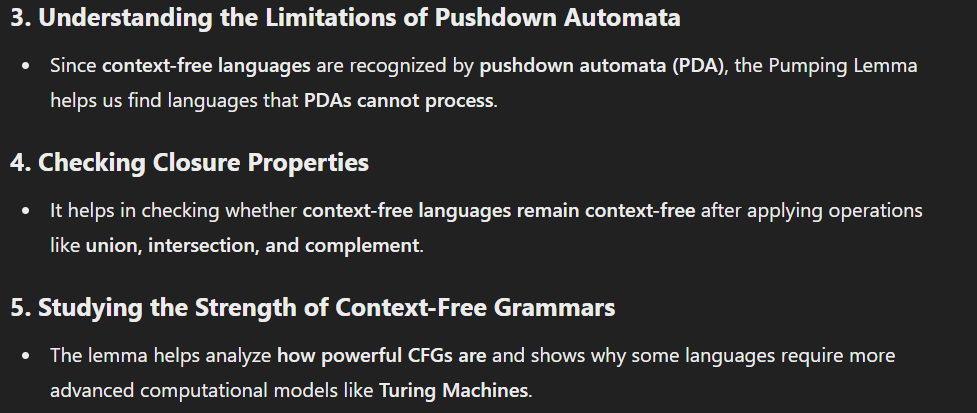 3. Understanding the Limitations of Pushdown Automata
• Since context-free languages are recognized by pushdown automata (PDA), the Pumping Lemma
helps us find languages that PDAs cannot process.
4. Checking Closure Properties
• It helps in checking whether context-free languages remain context-free after applying operations
like union, intersection, and complement.
5. Studying the Strength of Context-Free Grammars
• The lemma helps analyze how powerful CFGs are and shows why some languages require more
advanced computational models like Turing Machines.